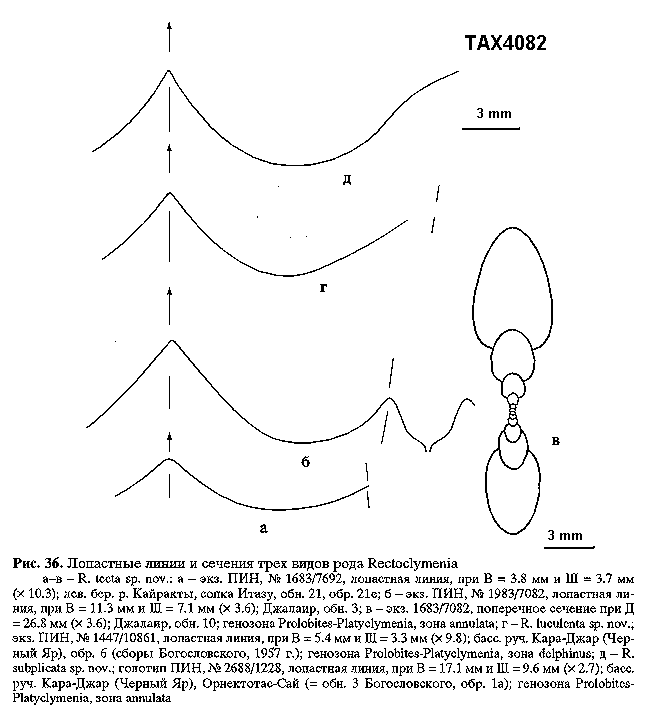 TAX4082
3 mm
д
г
б
в
а
3 mm
Рис. 36. Лопастные линии и сечения трех видов рода Rectoclymenia
а–в – R. tecta sp. nov.: а – экз. ПИН, № 1683/7692, лопастная линия, при В = 3.8 мм и Ш = 3.7 мм
(× 10.3); лев. бер. р. Кайракты, сопка Итизу, обн. 21, обр. 21е; б – экз. ПИН, № 1983/7082, лопастная ли-
ния, при В = 11.3 мм и Ш = 7.1 мм (× 3.6); Джалаир, обн. 3; в – экз. 1683/7082, поперечное сечение при Д
= 26.8 мм (× 3.6); Джалаир, обн. 10; генозона Prolobites-Platyclymenia, зона annulata; г – R. luculenta sp. nov.;
экз. ПИН, № 1447/10861, лопастная линия, при В = 5.4 мм и Ш = 3.3 мм (× 9.8); басс. руч. Кара-Джар (Чер-
ный Яр), обр. 6 (сборы Богословского, 1957 г.); генозона Prolobites-Platyclymenia, зона delphinus; д – R.
subplicata sp. nov.; голотип ПИН, № 2688/1228, лопастная линия, при В = 17.1 мм и Ш = 9.6 мм (× 2.7); басс.
руч. Кара-Джар (Черный Яр), Орнектотас-Сай (= обн. 3 Богословского, обр. 1а); генозона Prolobites-
Platyclymenia, зона annulata